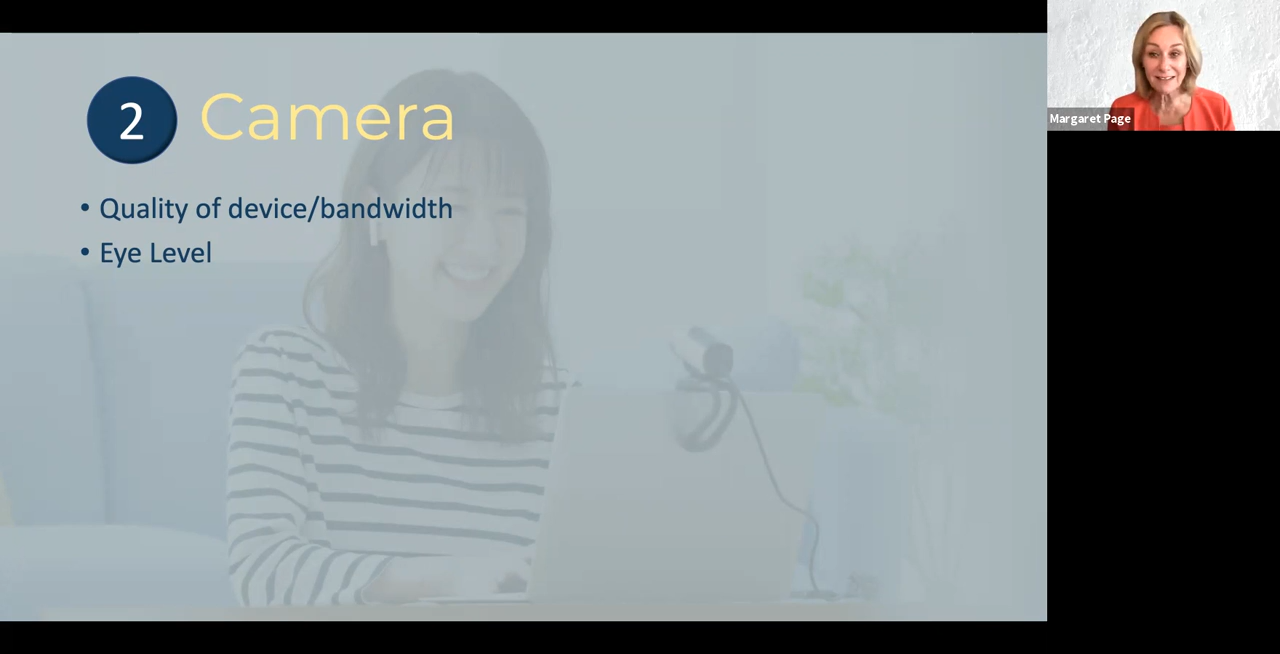 2 Camera
• Quality of device/bandwidth
• Eye Level
Margaret Page